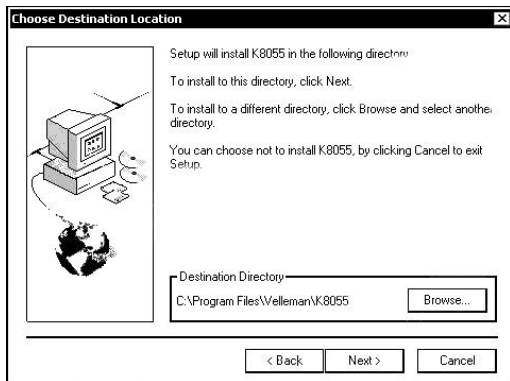 Choose Destination Location
Setup will install K8055 in the following directory
To install to this directory, click Next.
To install to a different directory, click Browse and select another
directory.
You can choose not to install K8055, by clicking Cancel to exit
Setup.
Destination Directory
C:\Program Files\Velleman\K8055
Browse...
< Back
Next >
Cancel